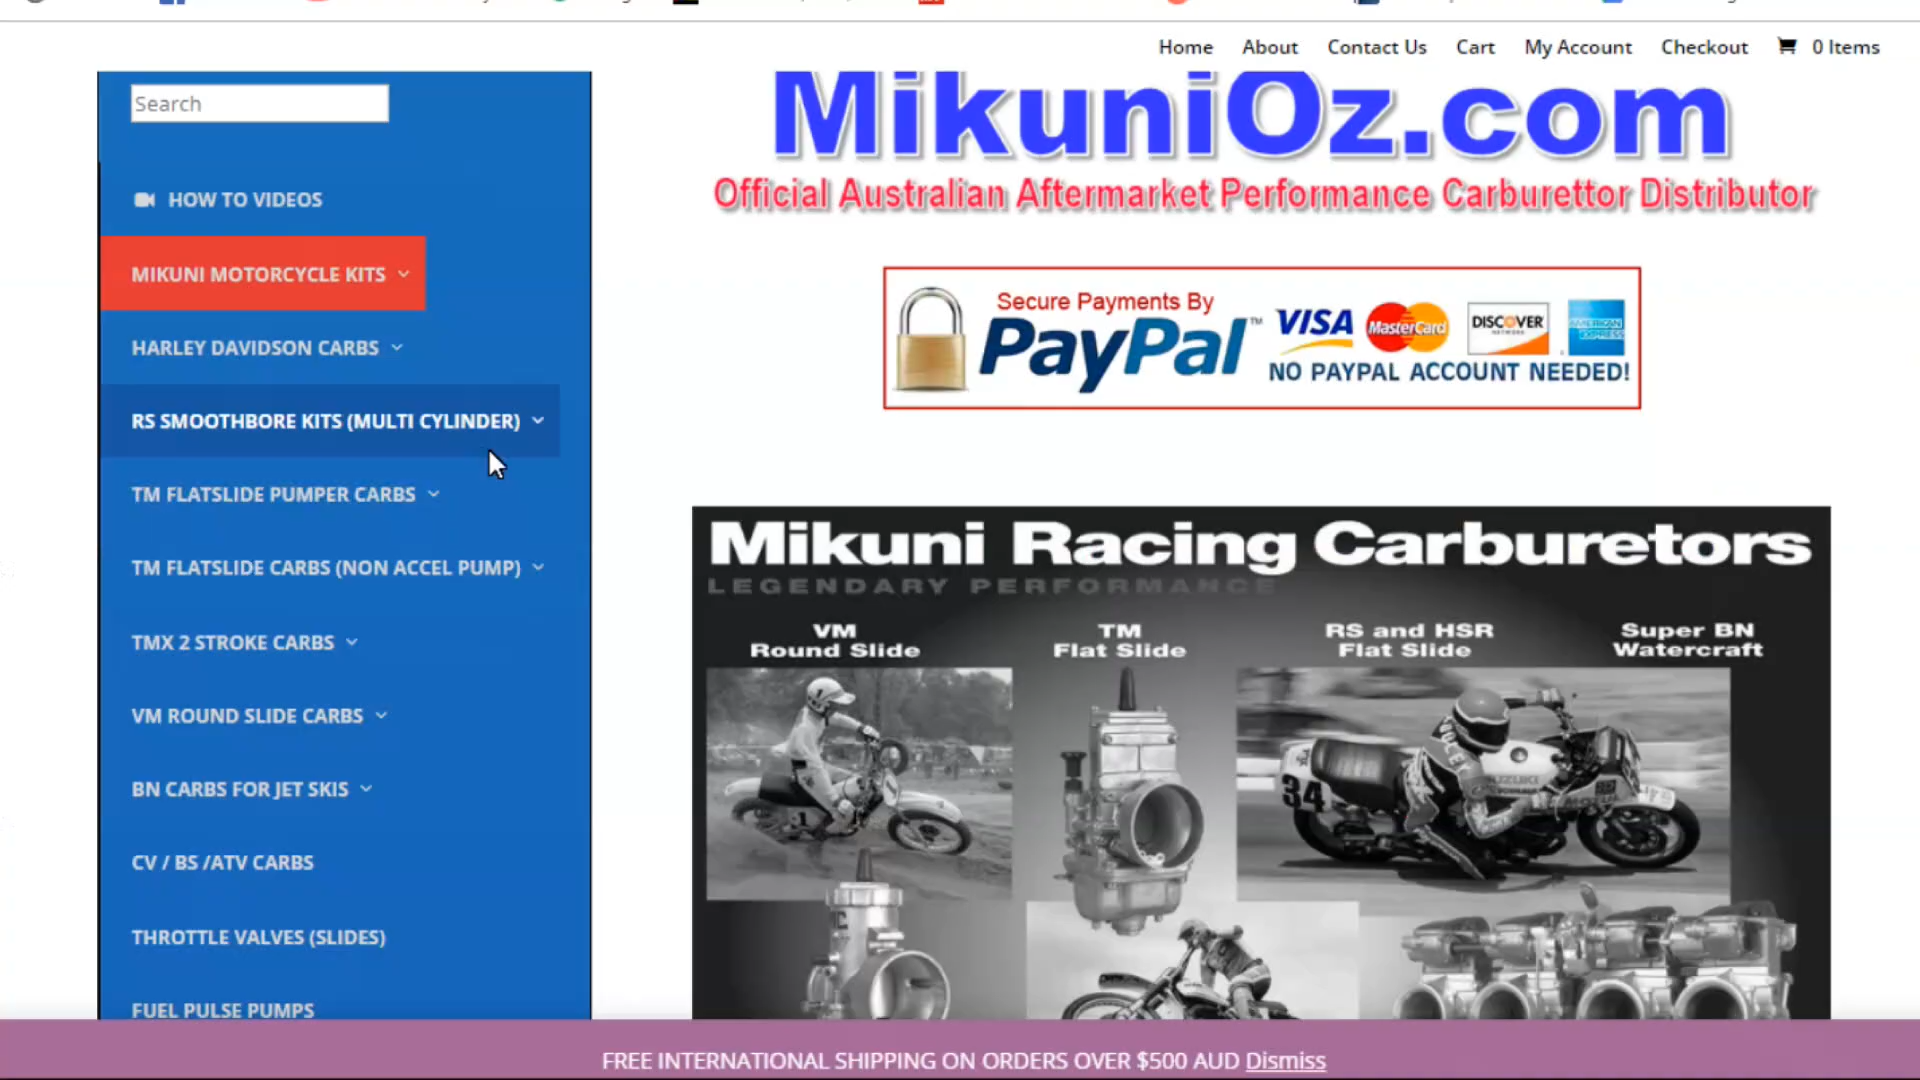 Home About Contact Us Cart My Account Checkout 0 Items
Search
HOW TO VIDEOS
MIKUNI MOTORCYCLE KITS
HARLEY DAVIDSON CARBS
RS SMOOTHBORE KITS (MULTI CYLINDER)
TM FLATSLIDE PUMPER CARBS
TM FLATSLIDE CARBS (NON ACCEL PUMP)
TMX 2 STROKE CARBS
VM ROUND SLIDE CARBS
BN CARBS FOR JET SKIS
CV / BS /ATV CARBS
THROTTLE VALVES (SLIDES)
FUEL PULSE PUMPS
MikuniOz.com
Official Australian Aftermarket Performance Carburettor Distributor
Secure Payments By
PayPal™
VISA MasterCard DISCOVER NETWORK AMERICAN EXPRESS
NO PAYPAL ACCOUNT NEEDED!
Mikuni Racing Carburetors
LEGENDARY PERFORMANCE
VM
Round Slide
TM
Flat Slide
RS and HSR
Flat Slide
Super BN
Watercraft
34
FREE INTERNATIONAL SHIPPING ON ORDERS OVER $500 AUD Dismiss